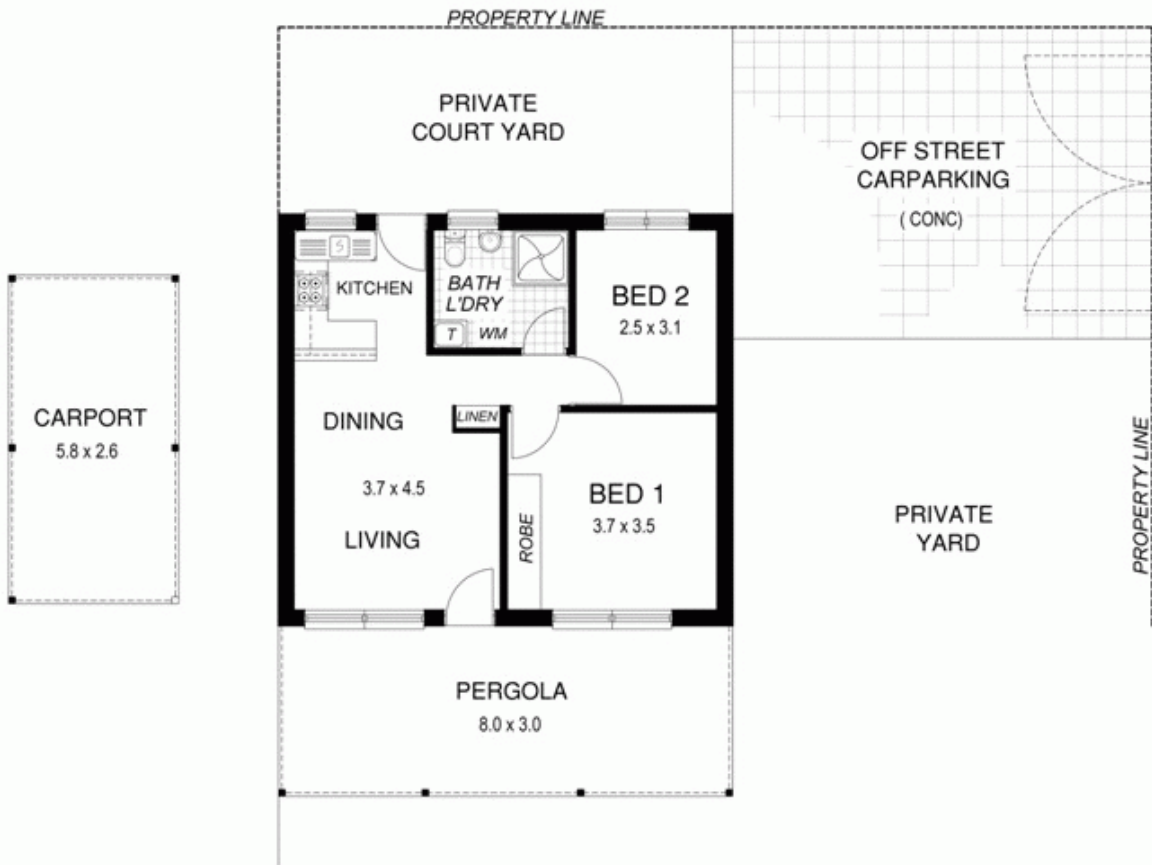 PROPERTY LINE
PRIVATE
COURT YARD
OFF STREET
CARPARKING
( CONC)
KITCHEN
BATH
L'DRY
T
WM
BED 2
2.5 x 3.1
CARPORT
5.8 x 2.6
DINING
LINEN
3.7 x 4.5
LIVING
BED 1
3.7 x 3.5
ROBE
PRIVATE
YARD
PROPERTY LINE
PERGOLA
8.0 x 3.0